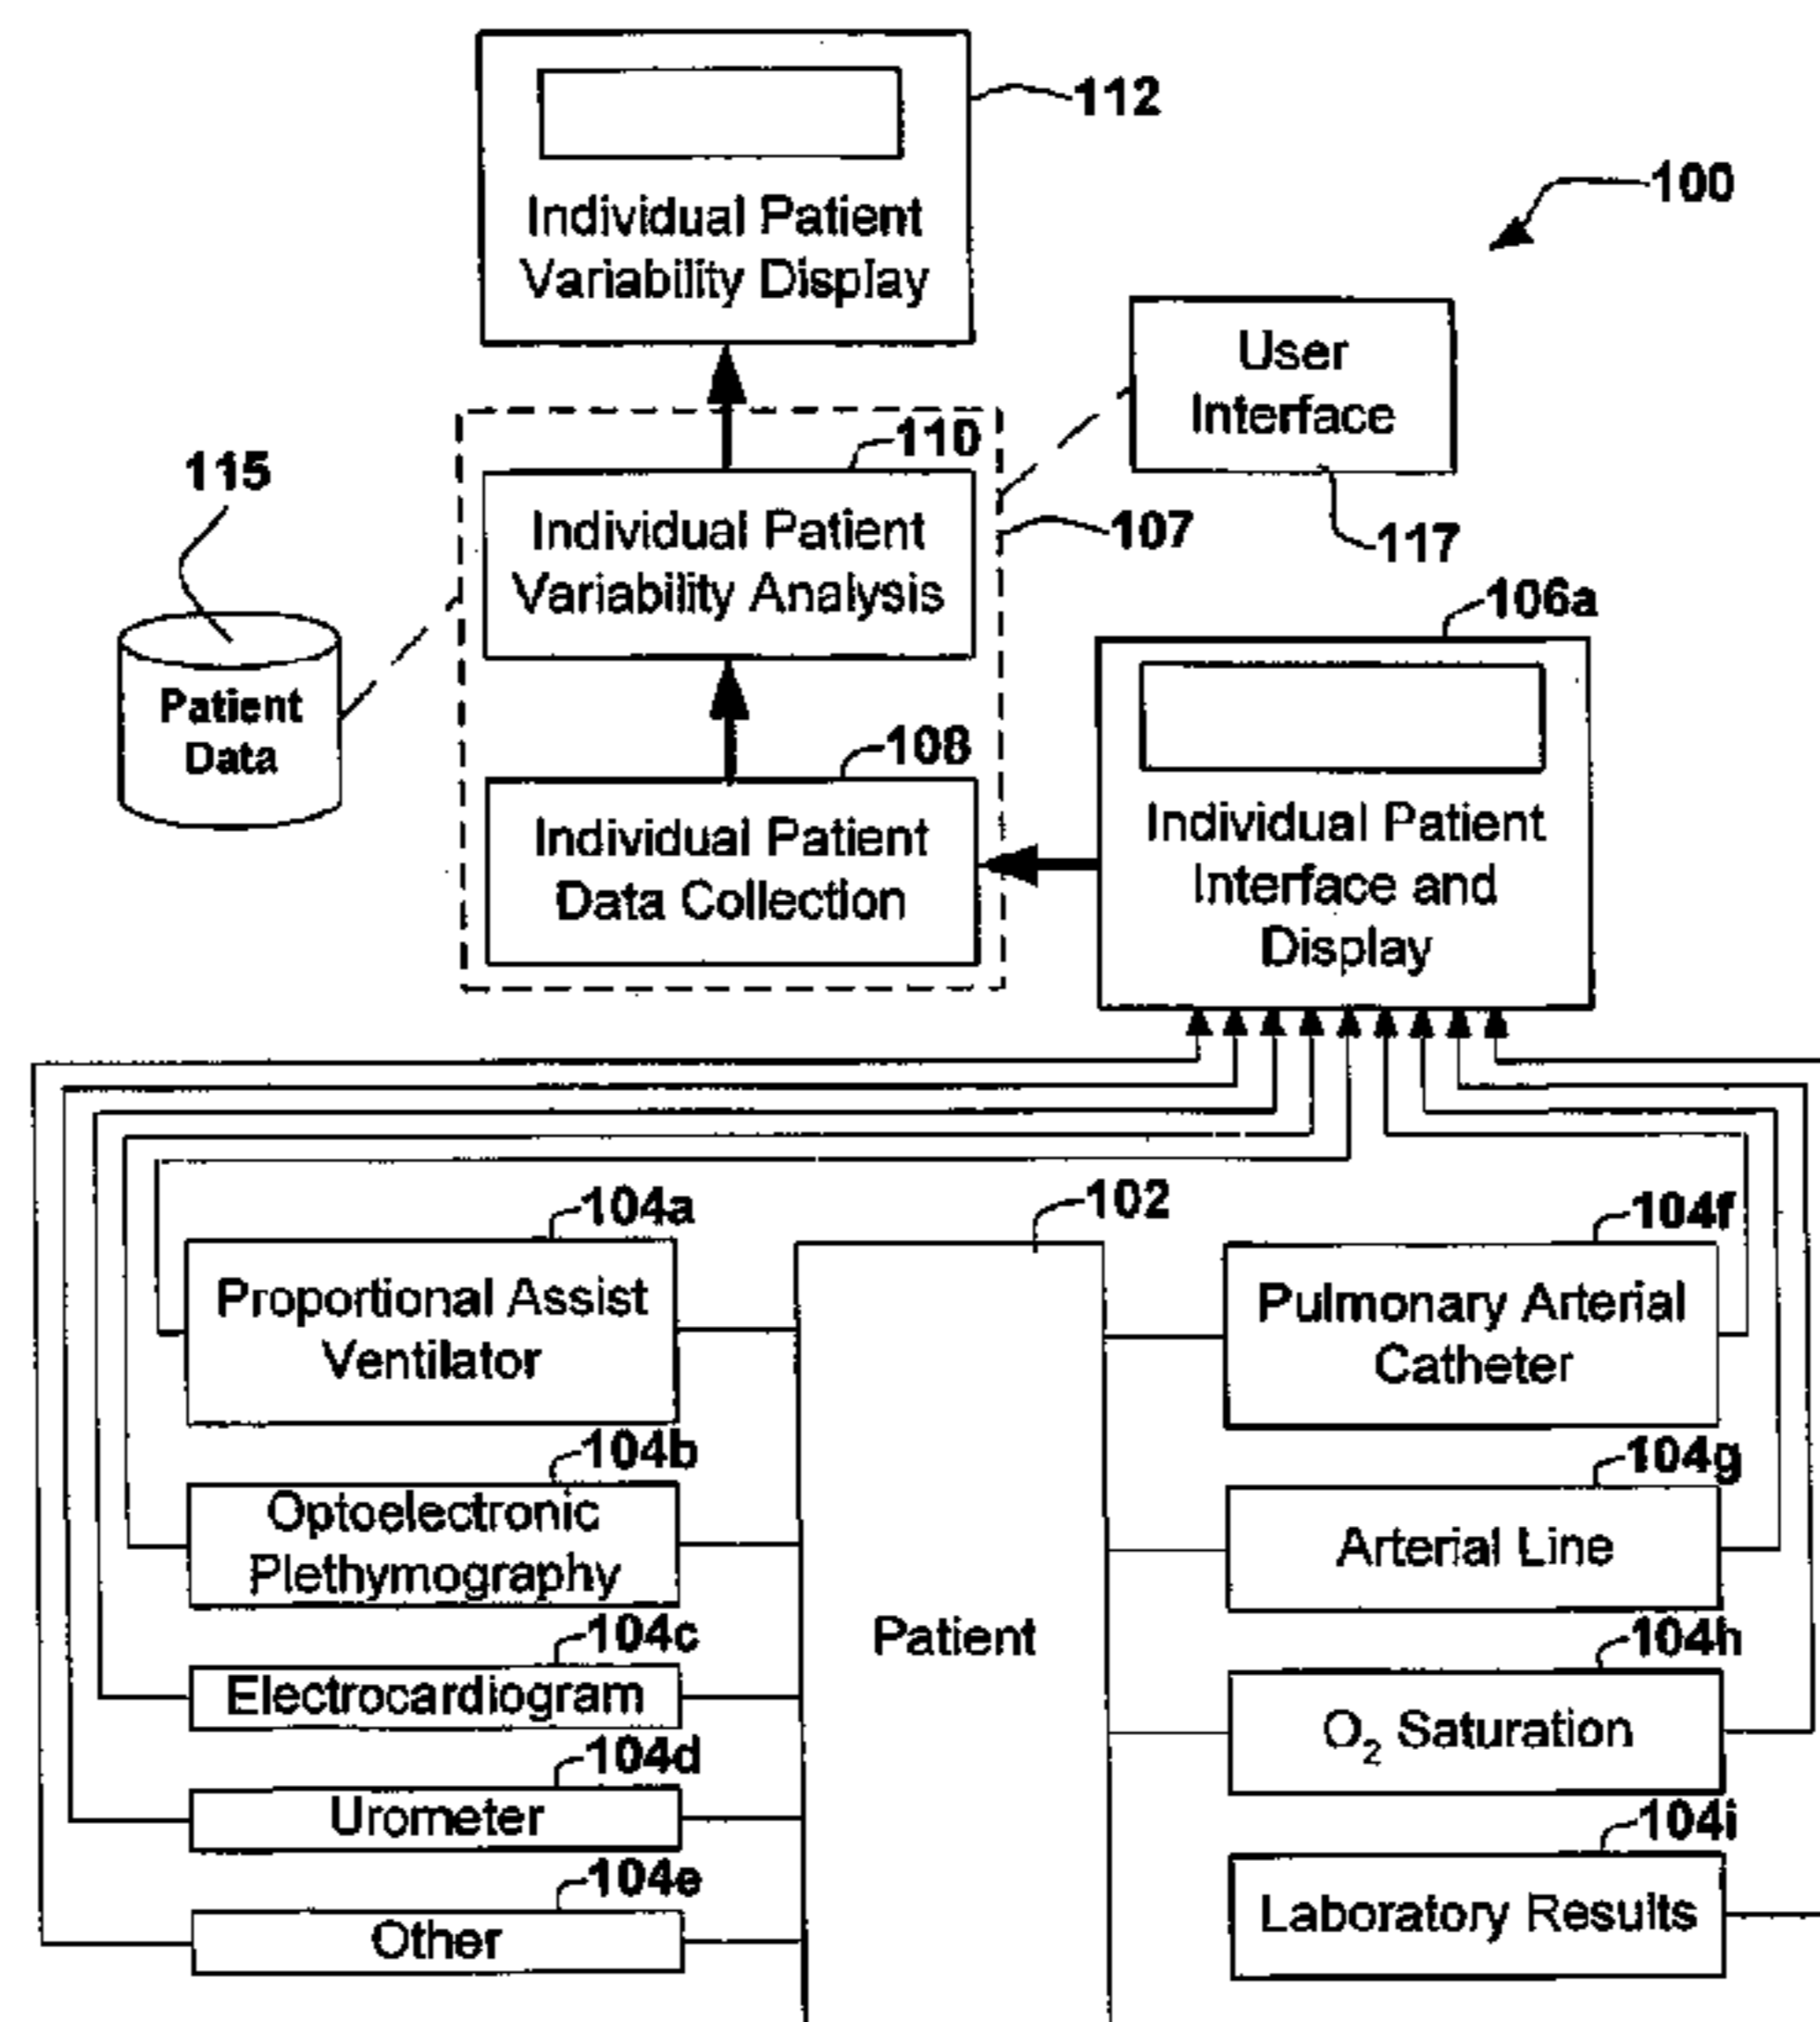 112
Individual Patient
Variability Display
100
User
Interface
117
110
Individual Patient
Variability Analysis
107
115
Patient
Data
106a
Individual Patient
Interface and
Display
108
Individual Patient
Data Collection
104a
Proportional Assist
Ventilator
104b
Optoelectronic
Plethymography
104c
Electrocardiogram
104d
Urometer
104e
Other
102
Patient
104f
Pulmonary Arterial
Catheter
104g
Arterial Line
104h
O₂ Saturation
104i
Laboratory Results